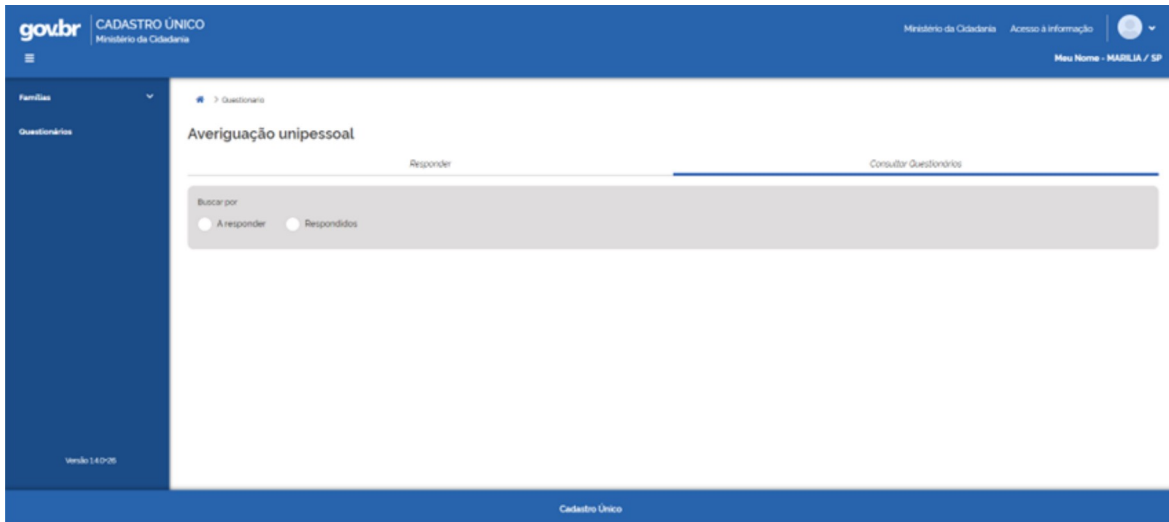 gov.br
CADASTRO ÚNICO
Ministério da Cidadania
Ministério da Cidadania Acesso à informação
Meu Nome - MARILIA / SP
Famílias
Questionários
> Questionario
Averiguação unipessoal
Responder
Consultar Questionários
Buscar por
A responder Respondidos
Versão 1.4.0-26
Cadastro Único